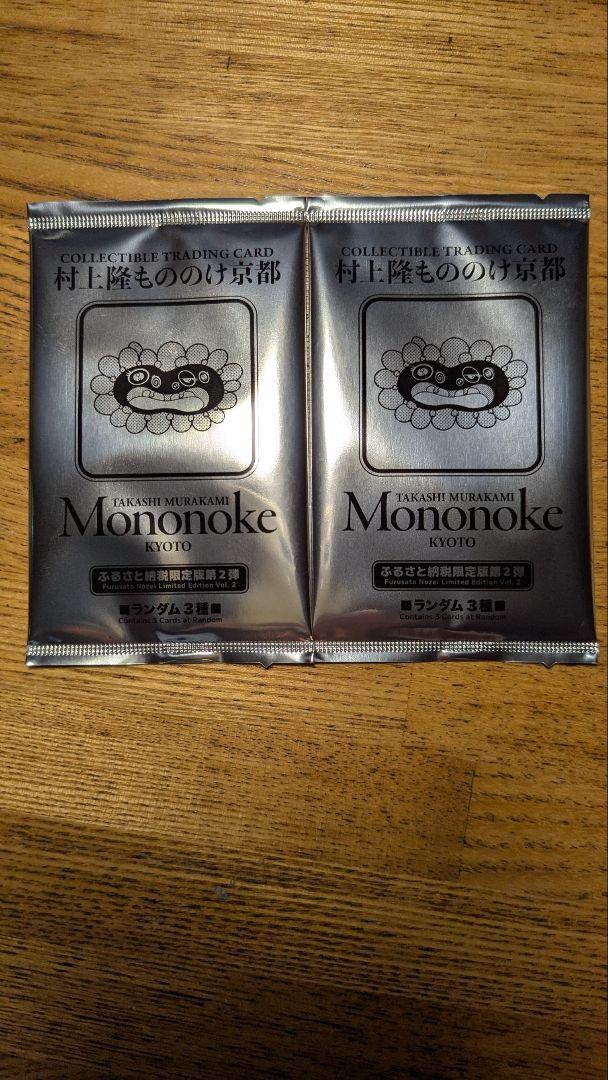 COLLECTIBLE TRADING CARD
村上隆もののけ京都
TAKASHI MURAKAMI
Mononoke
KYOTO
ふるさと納税限定版第2弾
Furusato Nozei Limited Edition Vol. 2
■ランダム3種■
Contains 3 Cards at Random
COLLECTIBLE TRADING CARD
村上隆もののけ京都
TAKASHI MURAKAMI
Mononoke
KYOTO
ふるさと納税限定版第2弾
Furusato Nozei Limited Edition Vol. 2
■ランダム3種■
Contains 3 Cards at Random